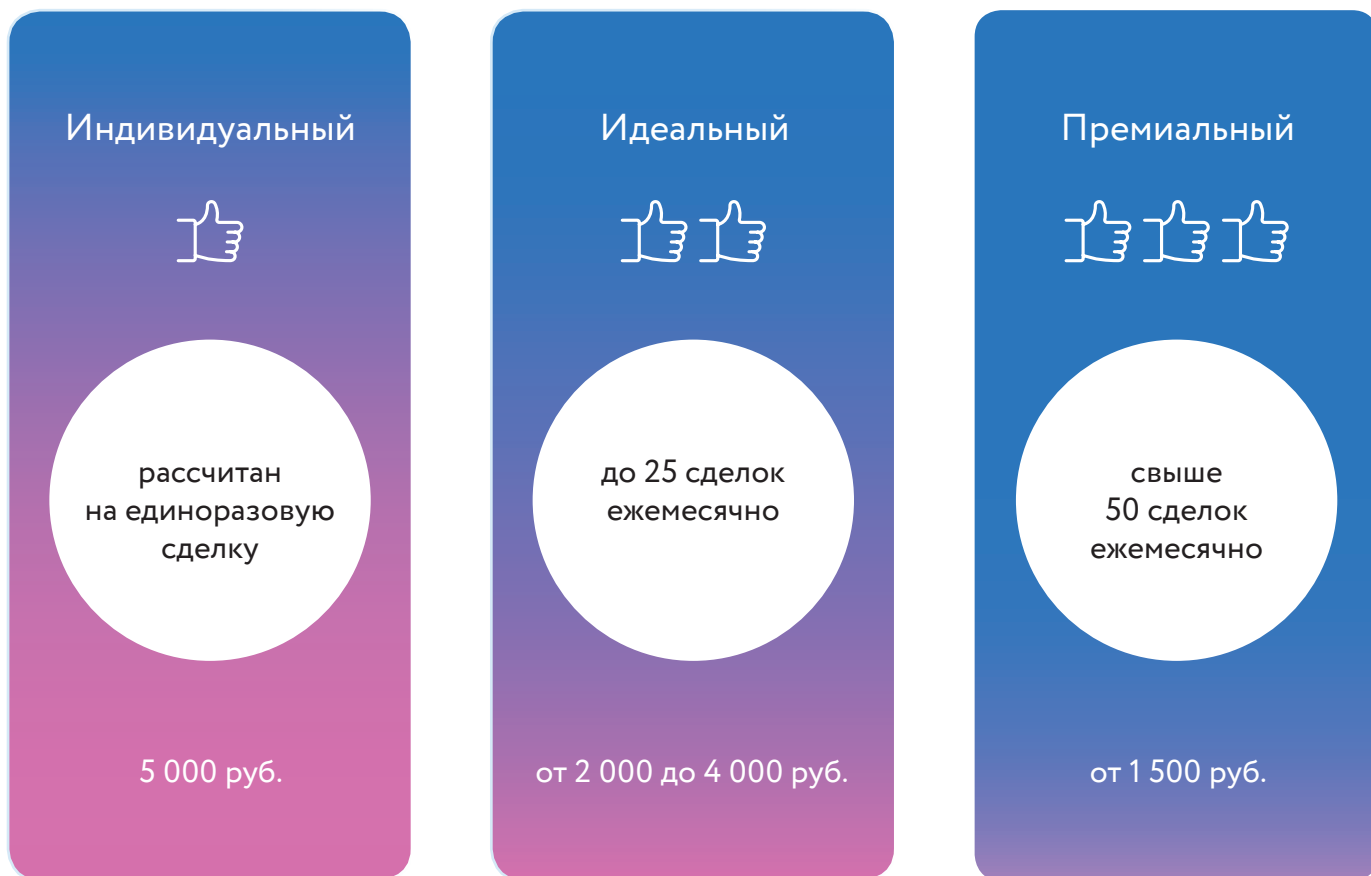 Индивидуальный
рассчитан
на единоразовую
сделку
5 000 руб.
Идеальный
до 25 сделок
ежемесячно
от 2 000 до 4 000 руб.
Премиальный
свыше
50 сделок
ежемесячно
от 1 500 руб.